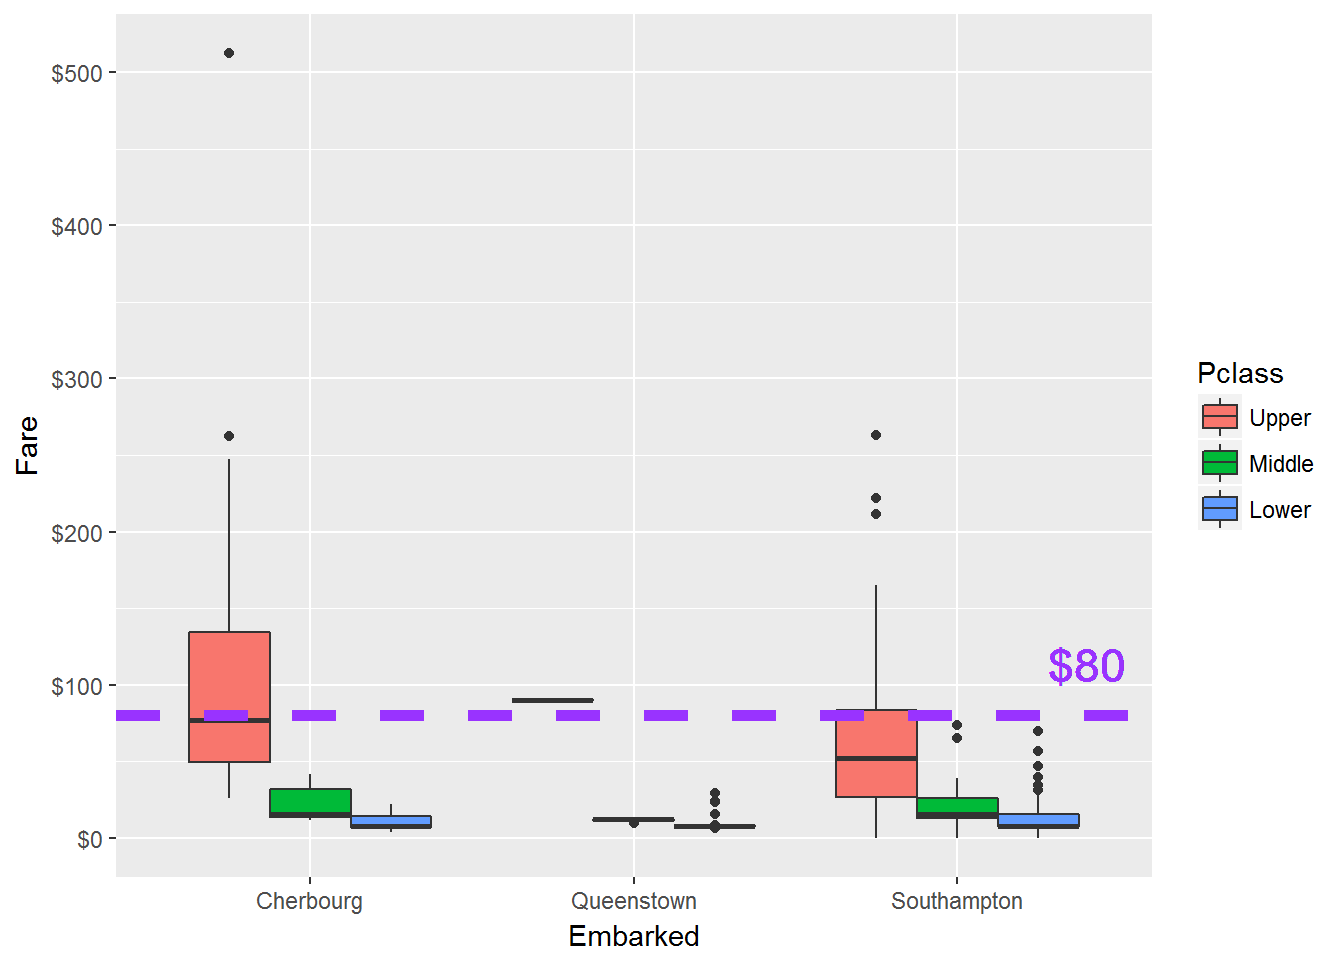 $500
$400
$300
$200
$100
$0
Fare
$80
Cherbourg
Queenstown
Southampton
Embarked
Pclass
Upper
Middle
Lower